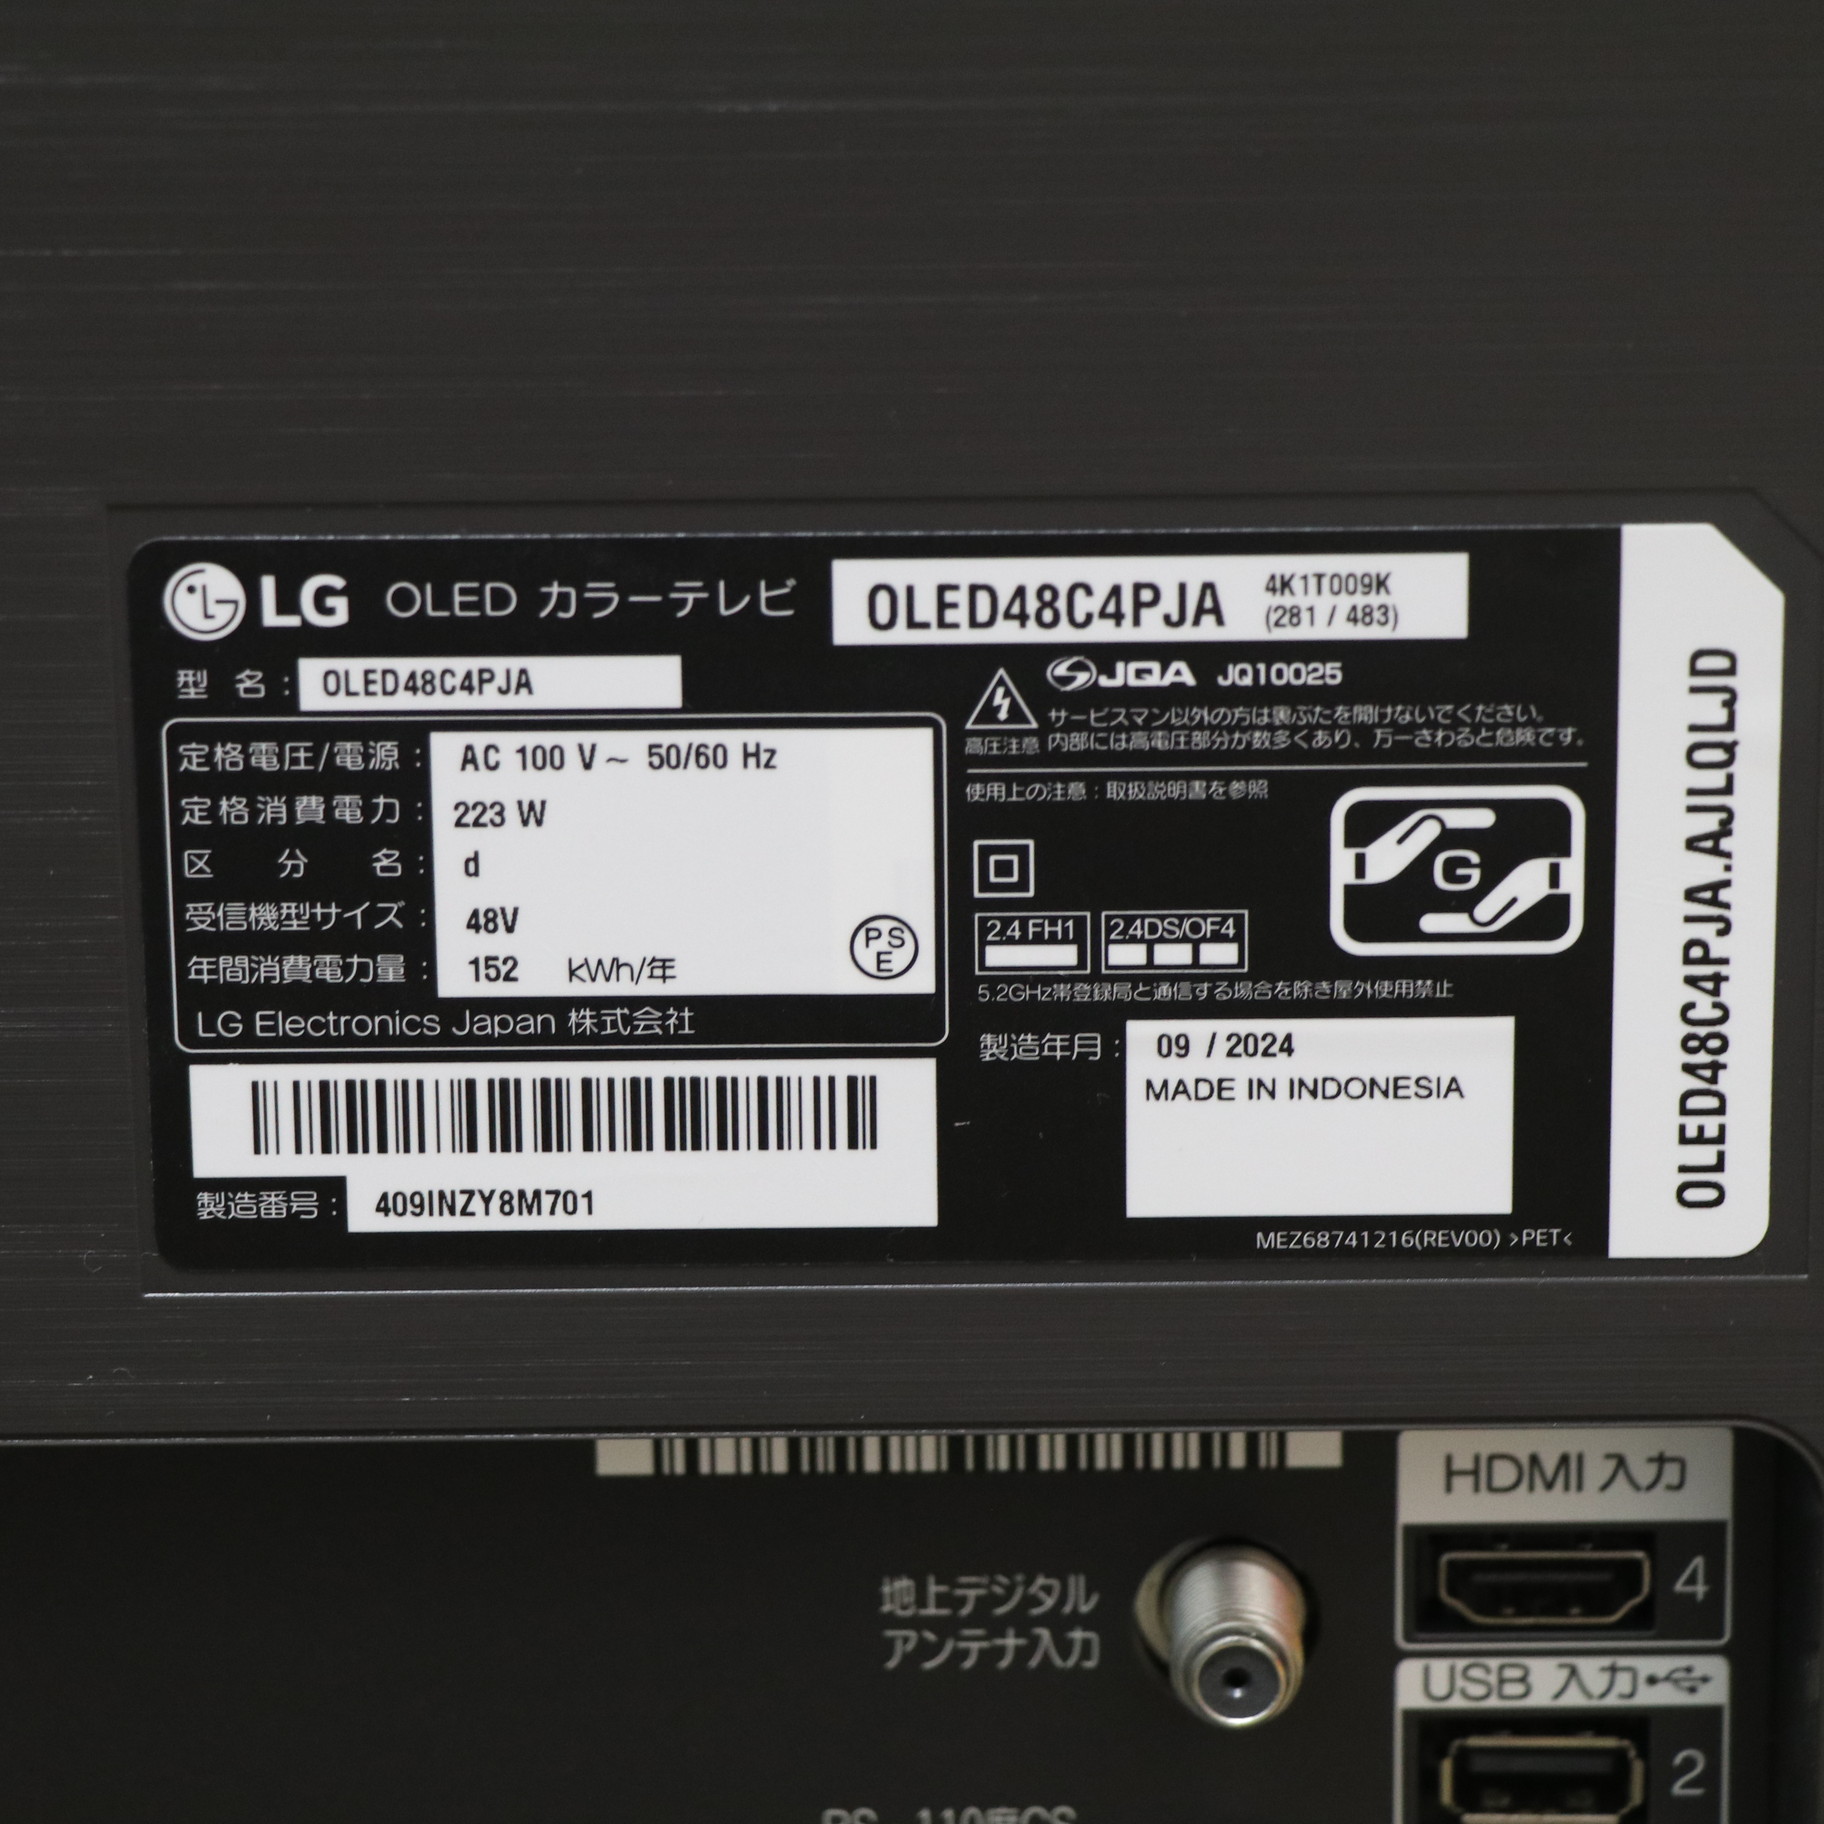 LG OLED カラーテレビ OLED48C4PJA 4K1T009K
(281 / 483)
型 名 : OLED48C4PJA
定格電圧/電源 : AC 100 V ~ 50/60 Hz
定格消費電力 : 223 W
区 分 名 : d
受信機型サイズ : 48V
年間消費電力量 : 152 kWh/年
PS
E
LG Electronics Japan 株式会社
製造番号 : 409INZY8M701
JQA JQ10025
サービスマン以外の方は裏ぶたを開けないでください。
高圧注意 内部には高電圧部分が数多くあり、万一さわると危険です。
使用上の注意 : 取扱説明書を参照
G
2.4 FH1 2.4DS/OF4
5.2GHz帯登録局と通信する場合を除き屋外使用禁止
製造年月 : 09 / 2024
MADE IN INDONESIA
MEZ68741216(REV00) >PET<
OLED48C4PJA.AJLQLJD
HDMI 入力
4
地上デジタル
アンテナ入力
USB 入力
2